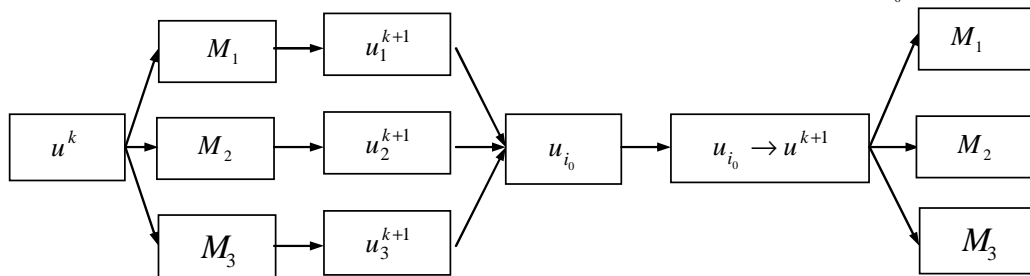 M_1
u_1^{k+1}
M_1
u^k
M_2
u_2^{k+1}
u_{i_0}
u_{i_0} → u^{k+1}
M_2
M_3
u_3^{k+1}
M_3